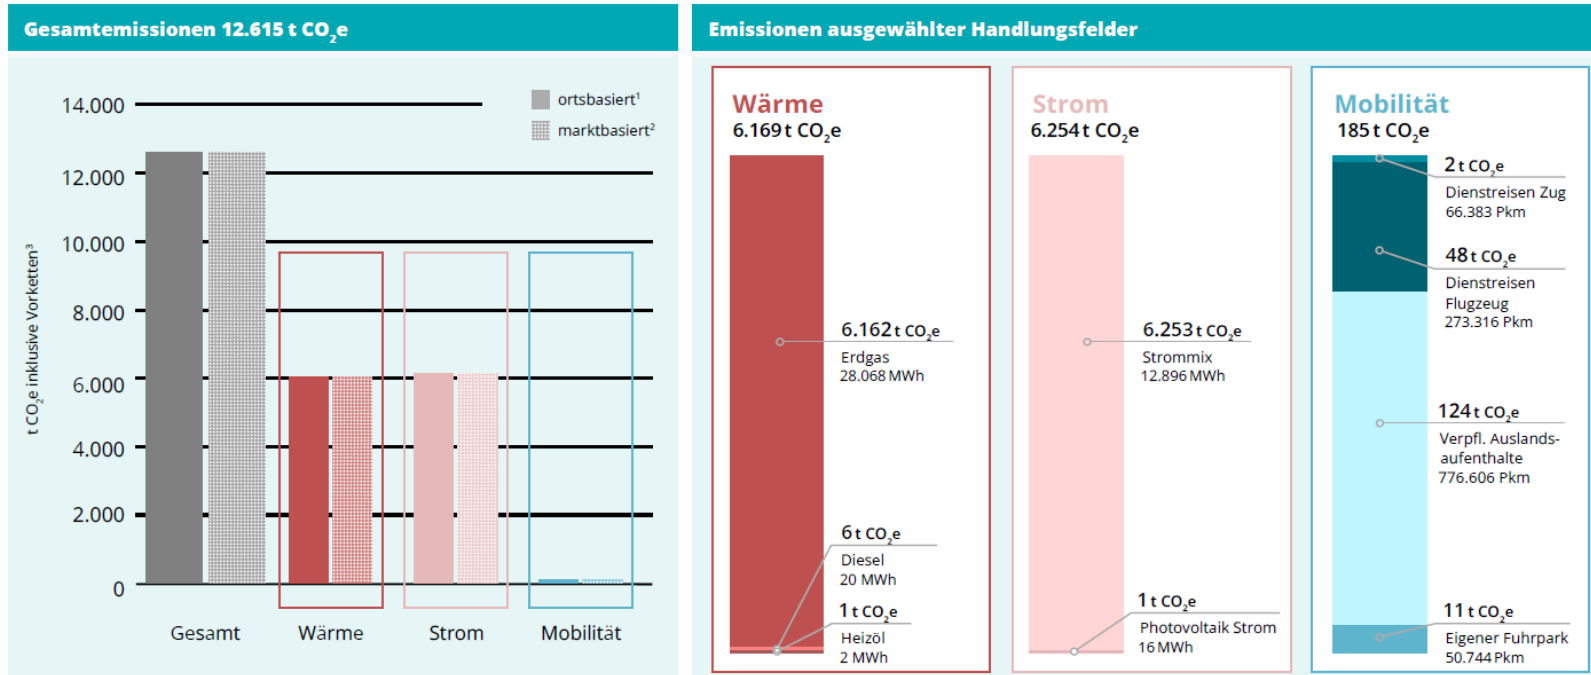 Gesamtemissionen 12.615 t CO₂e
14.000
12.000
10.000
8.000
6.000
4.000
2.000
0
t CO₂e inklusive Vorketten³
ortsbasiert¹
marktbasiert²
Gesamt
Wärme
Strom
Mobilität
Emissionen ausgewählter Handlungsfelder
Wärme
6.169 t CO₂e
6.162 t CO₂e
Erdgas
28.068 MWh
6 t CO₂e
Diesel
20 MWh
1 t CO₂e
Heizöl
2 MWh
Strom
6.254 t CO₂e
6.253 t CO₂e
Strommix
12.896 MWh
1 t CO₂e
Photovoltaik Strom
16 MWh
Mobilität
185 t CO₂e
2 t CO₂e
Dienstreisen Zug
66.383 Pkm
48 t CO₂e
Dienstreisen
Flugzeug
273.316 Pkm
124 t CO₂e
Verpfl. Auslands-
aufenthalte
776.606 Pkm
11 t CO₂e
Eigener Fuhrpark
50.744 Pkm